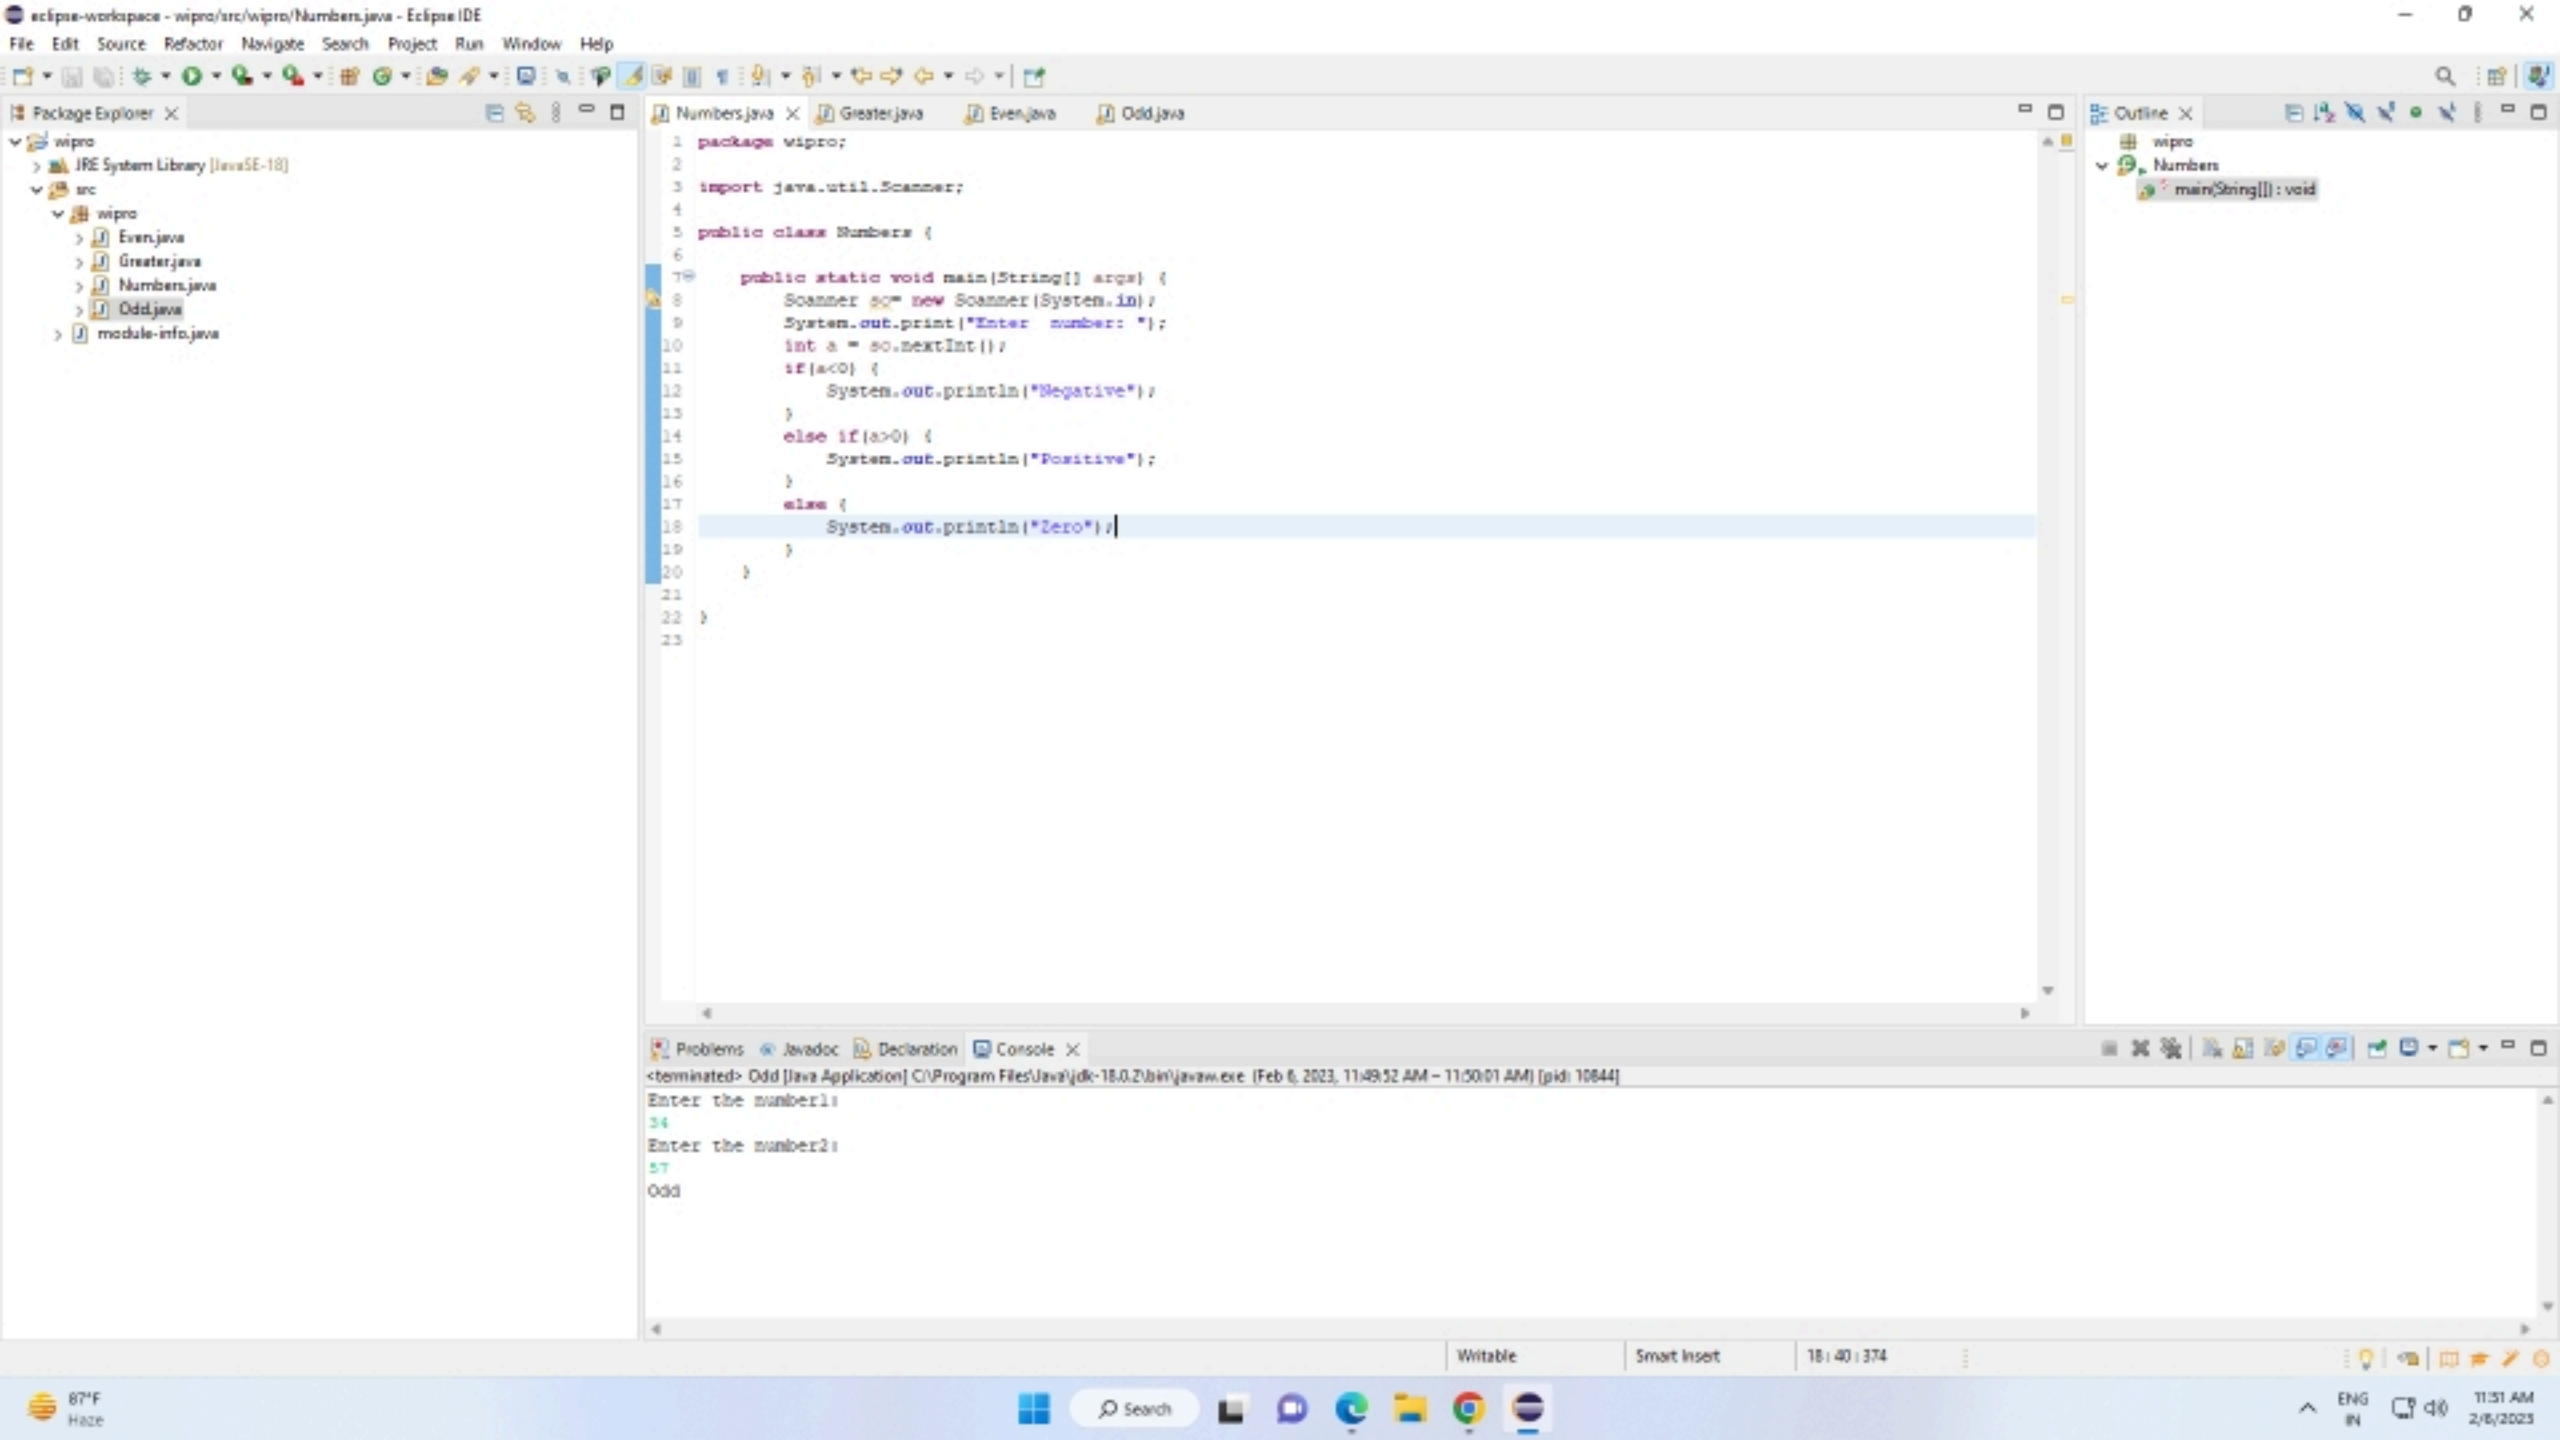 eclipse-workspace - wipro/src/wipro/Numbers.java - Eclipse IDE
File Edit Source Refactor Navigate Search Project Run Window Help
Package Explorer
wipro
JRE System Library [JavaSE-18]
src
wipro
Even.java
Greater.java
Numbers.java
Odd.java
module-info.java
Numbers.java Greater.java Even.java Odd.java
1 package wipro;
2
3 import java.util.Scanner;
4
5 public class Numbers {
6
7 public static void main(String[] args) {
8 Scanner sc= new Scanner(System.in);
9 System.out.print("Enter  number: ");
10 int a = sc.nextInt();
11 if(a<0) {
12 System.out.println("Negative");
13 }
14 else if(a>0) {
15 System.out.println("Positive");
16 }
17 else {
18 System.out.println("Zero");
19 }
20 }
21
22 }
23
Outline
wipro
Numbers
main(String[]) : void
Problems Javadoc Declaration Console
<terminated> Odd [Java Application] C:\Program Files\Java\jdk-18.0.2\bin\javaw.exe (Feb 6, 2023, 11:49:52 AM – 11:50:01 AM) [pid: 10844]
Enter the number1:
34
Enter the number2:
57
Odd
Writable Smart Insert 18 : 40 : 374
87°F
Haze
Search
ENG
IN
11:51 AM
2/6/2023